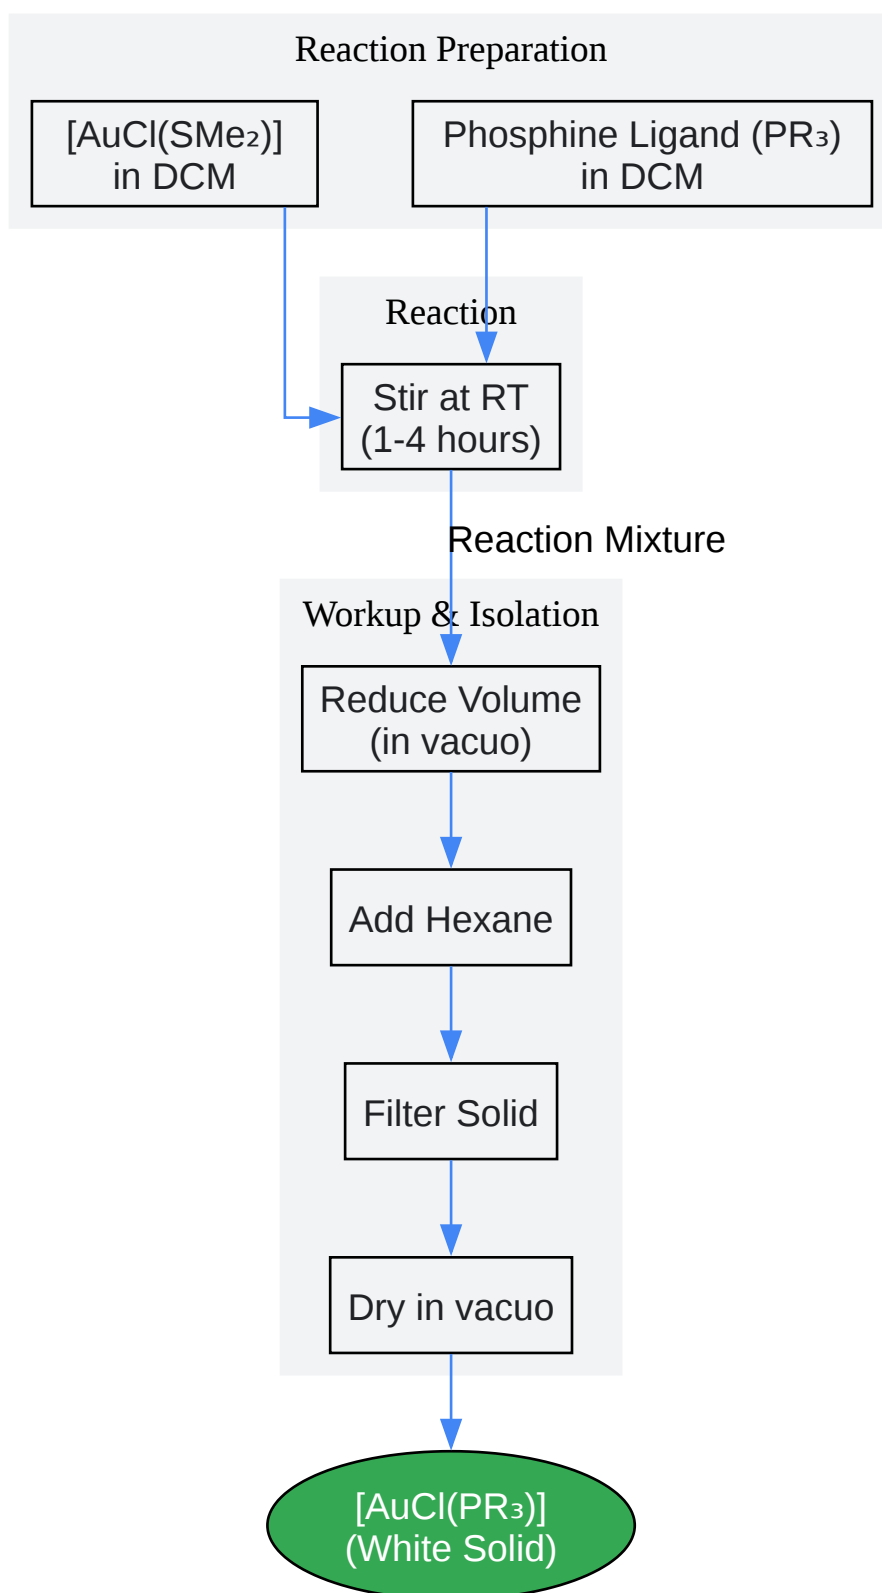 Reaction Preparation
[AuCl(SMe₂)]
in DCM
Phosphine Ligand (PR₃)
in DCM
Reaction
Stir at RT
(1-4 hours)
Reaction Mixture
Workup & Isolation
Reduce Volume
(in vacuo)
Add Hexane
Filter Solid
Dry in vacuo
[AuCl(PR₃)]
(White Solid)